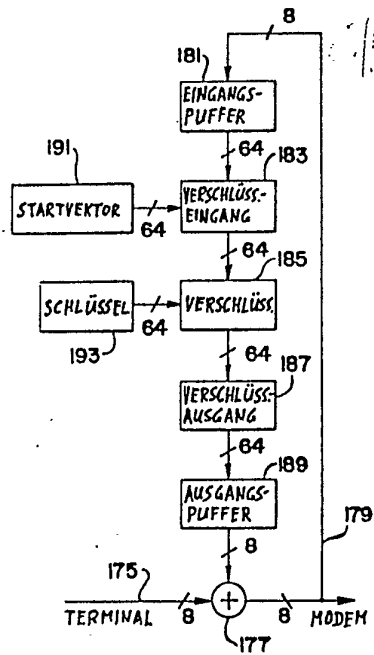 8
181
EINGANGS-
PUFFER
64
191
183
STARTVEKTOR
64
VERSCHLÜSS.-
EINGANG
64
185
SCHLÜSSEL
64
VERSCHLÜSS.
193
64
187
VERSCHLÜSS.-
AUSGANG
64
189
AUSGANGS-
PUFFER
8
179
175
TERMINAL
8
177
8
MODEM